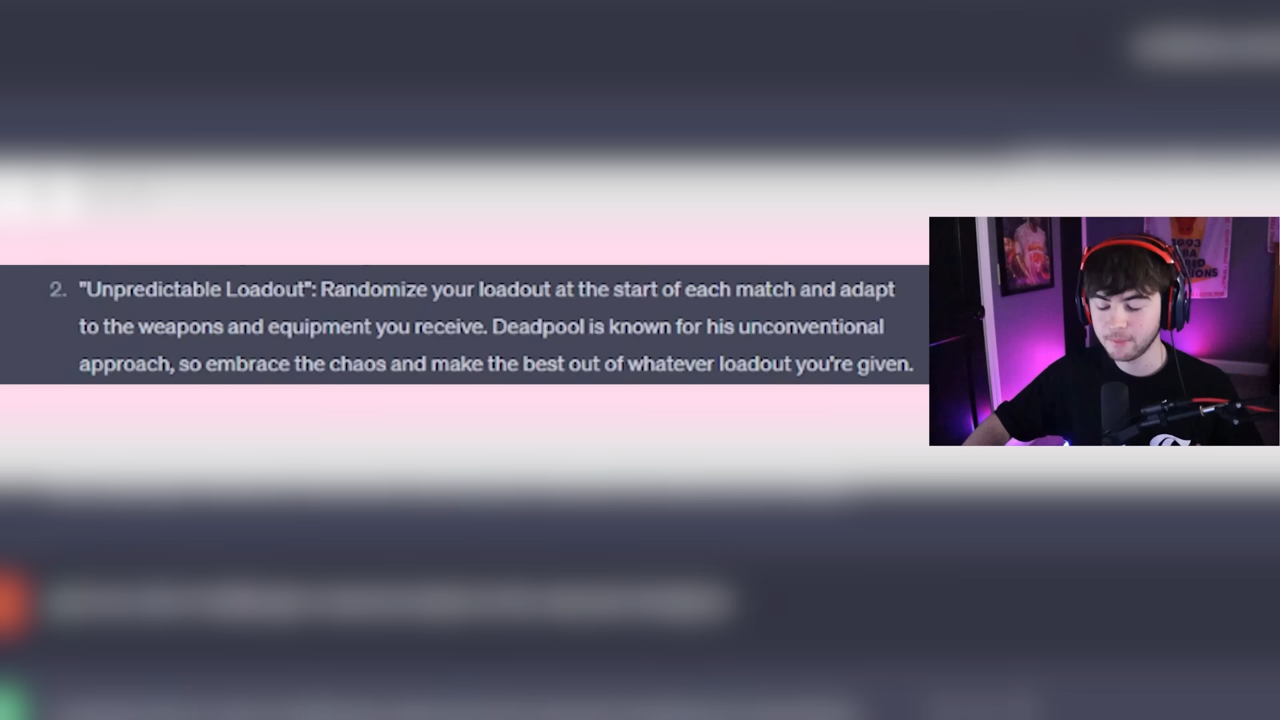 2. "Unpredictable Loadout": Randomize your loadout at the start of each match and adapt
to the weapons and equipment you receive. Deadpool is known for his unconventional
approach, so embrace the chaos and make the best out of whatever loadout you're given.
1993